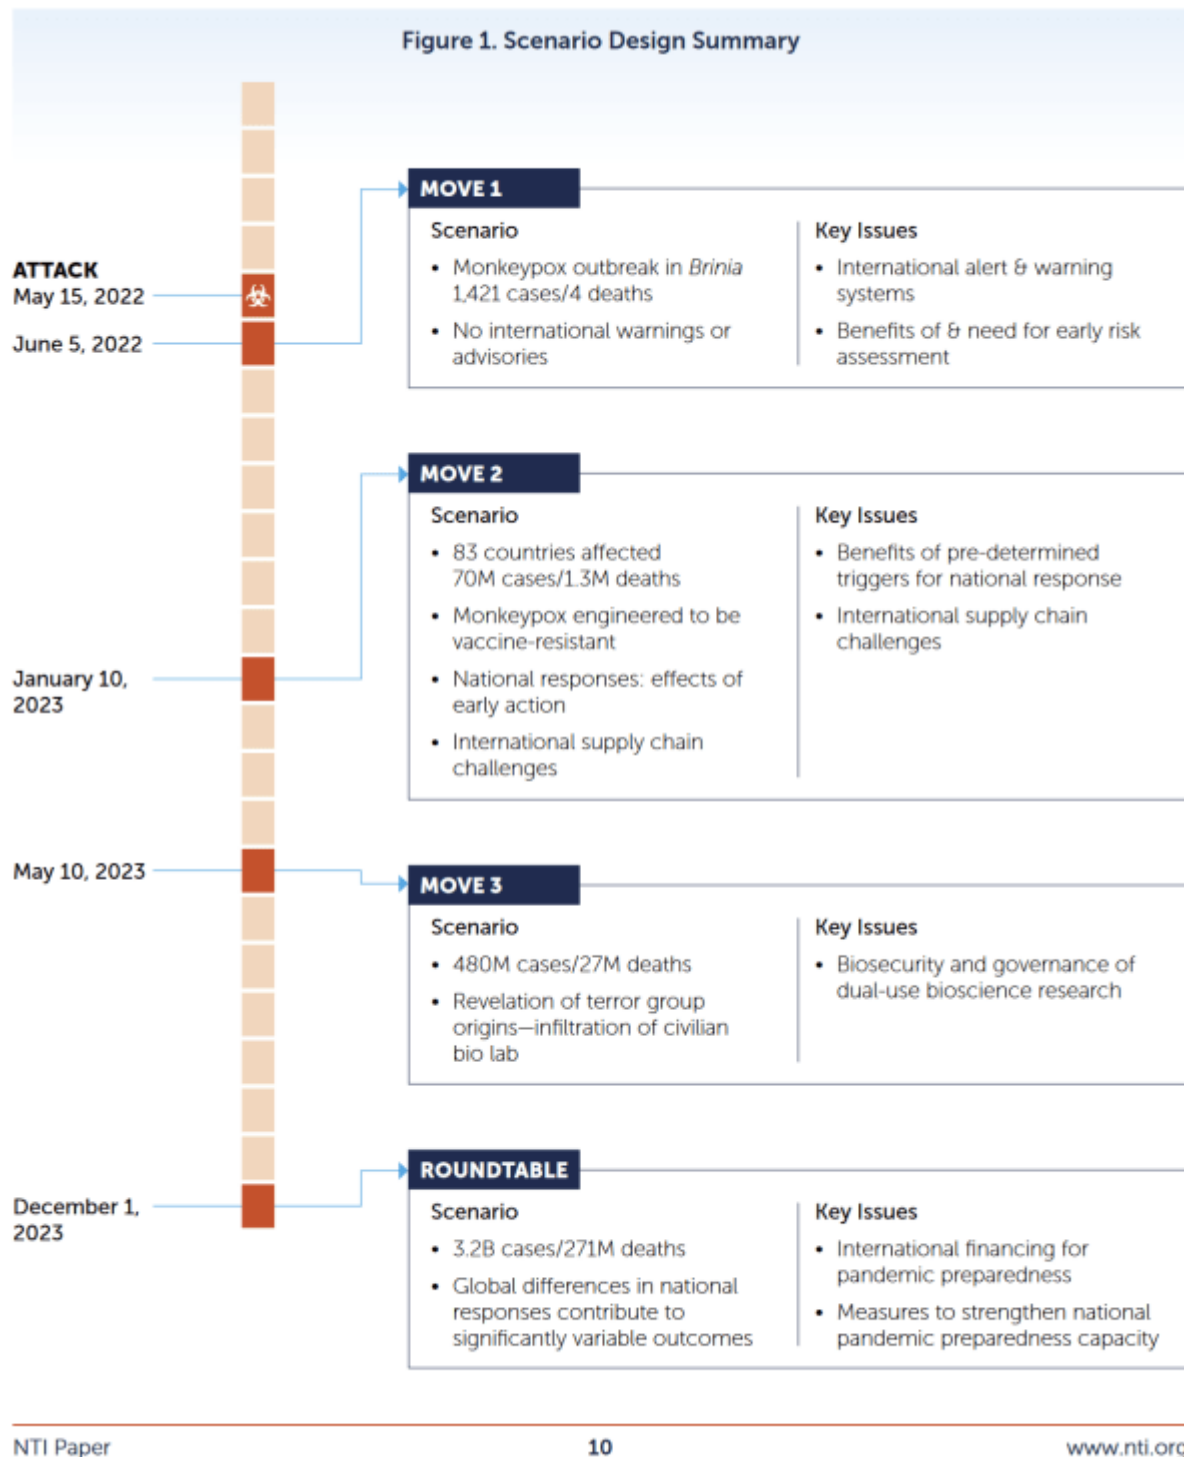 Figure 1. Scenario Design Summary
ATTACK
May 15, 2022
June 5, 2022
MOVE 1
Scenario
• Monkeypox outbreak in Brinia
1,421 cases/4 deaths
• No international warnings or
advisories
Key Issues
• International alert & warning
systems
• Benefits of & need for early risk
assessment
January 10,
2023
MOVE 2
Scenario
• 83 countries affected
70M cases/1.3M deaths
• Monkeypox engineered to be
vaccine-resistant
• National responses: effects of
early action
• International supply chain
challenges
Key Issues
• Benefits of pre-determined
triggers for national response
• International supply chain
challenges
May 10, 2023
MOVE 3
Scenario
• 480M cases/27M deaths
• Revelation of terror group
origins—infiltration of civilian
bio lab
Key Issues
• Biosecurity and governance of
dual-use bioscience research
December 1,
2023
ROUNDTABLE
Scenario
• 3.2B cases/271M deaths
• Global differences in national
responses contribute to
significantly variable outcomes
Key Issues
• International financing for
pandemic preparedness
• Measures to strengthen national
pandemic preparedness capacity
NTI Paper
10
www.nti.org